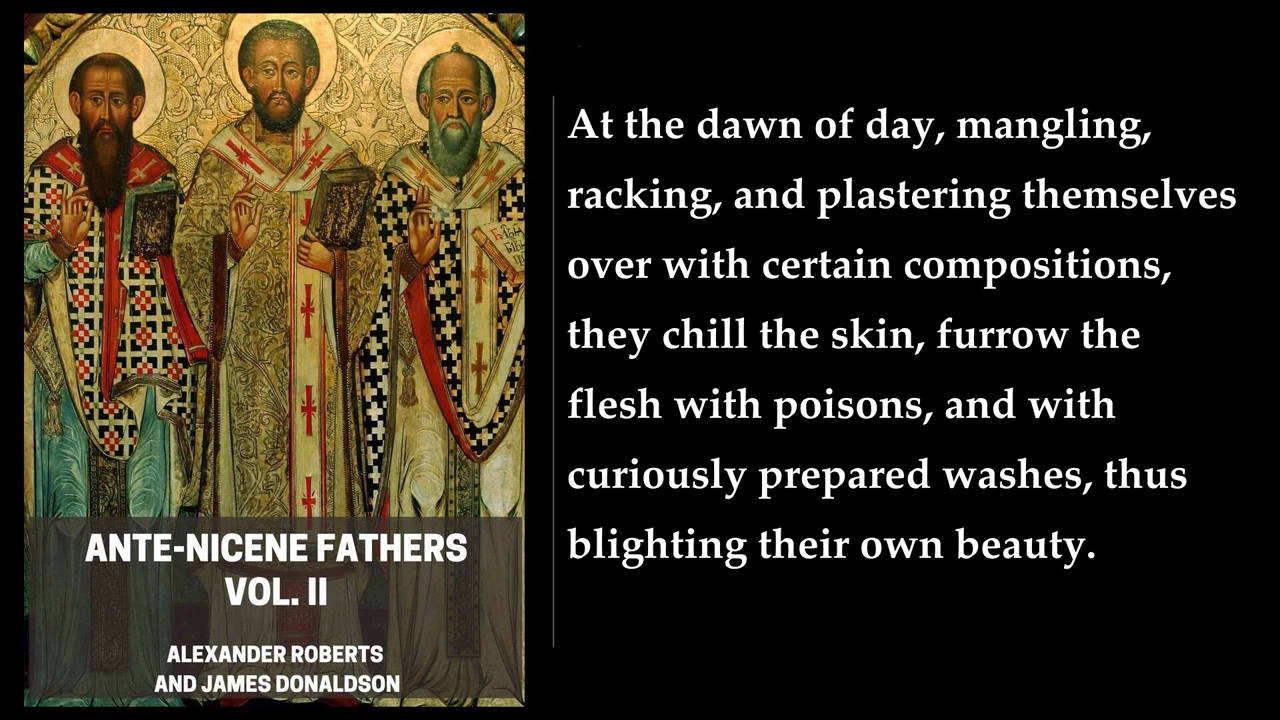 ANTE-NICENE FATHERS
VOL. II
ALEXANDER ROBERTS
AND JAMES DONALDSON
At the dawn of day, mangling,
racking, and plastering themselves
over with certain compositions,
they chill the skin, furrow the
flesh with poisons, and with
curiously prepared washes, thus
blighting their own beauty.